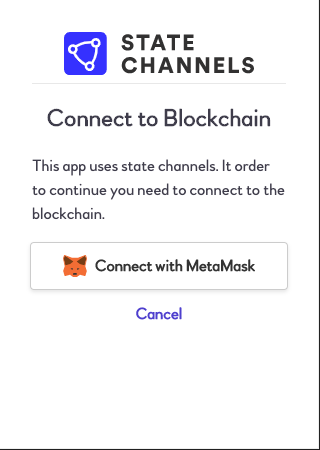 STATE
CHANNELS
Connect to Blockchain
This app uses state channels. It order
to continue you need to connect to the
blockchain.
Connect with MetaMask
Cancel